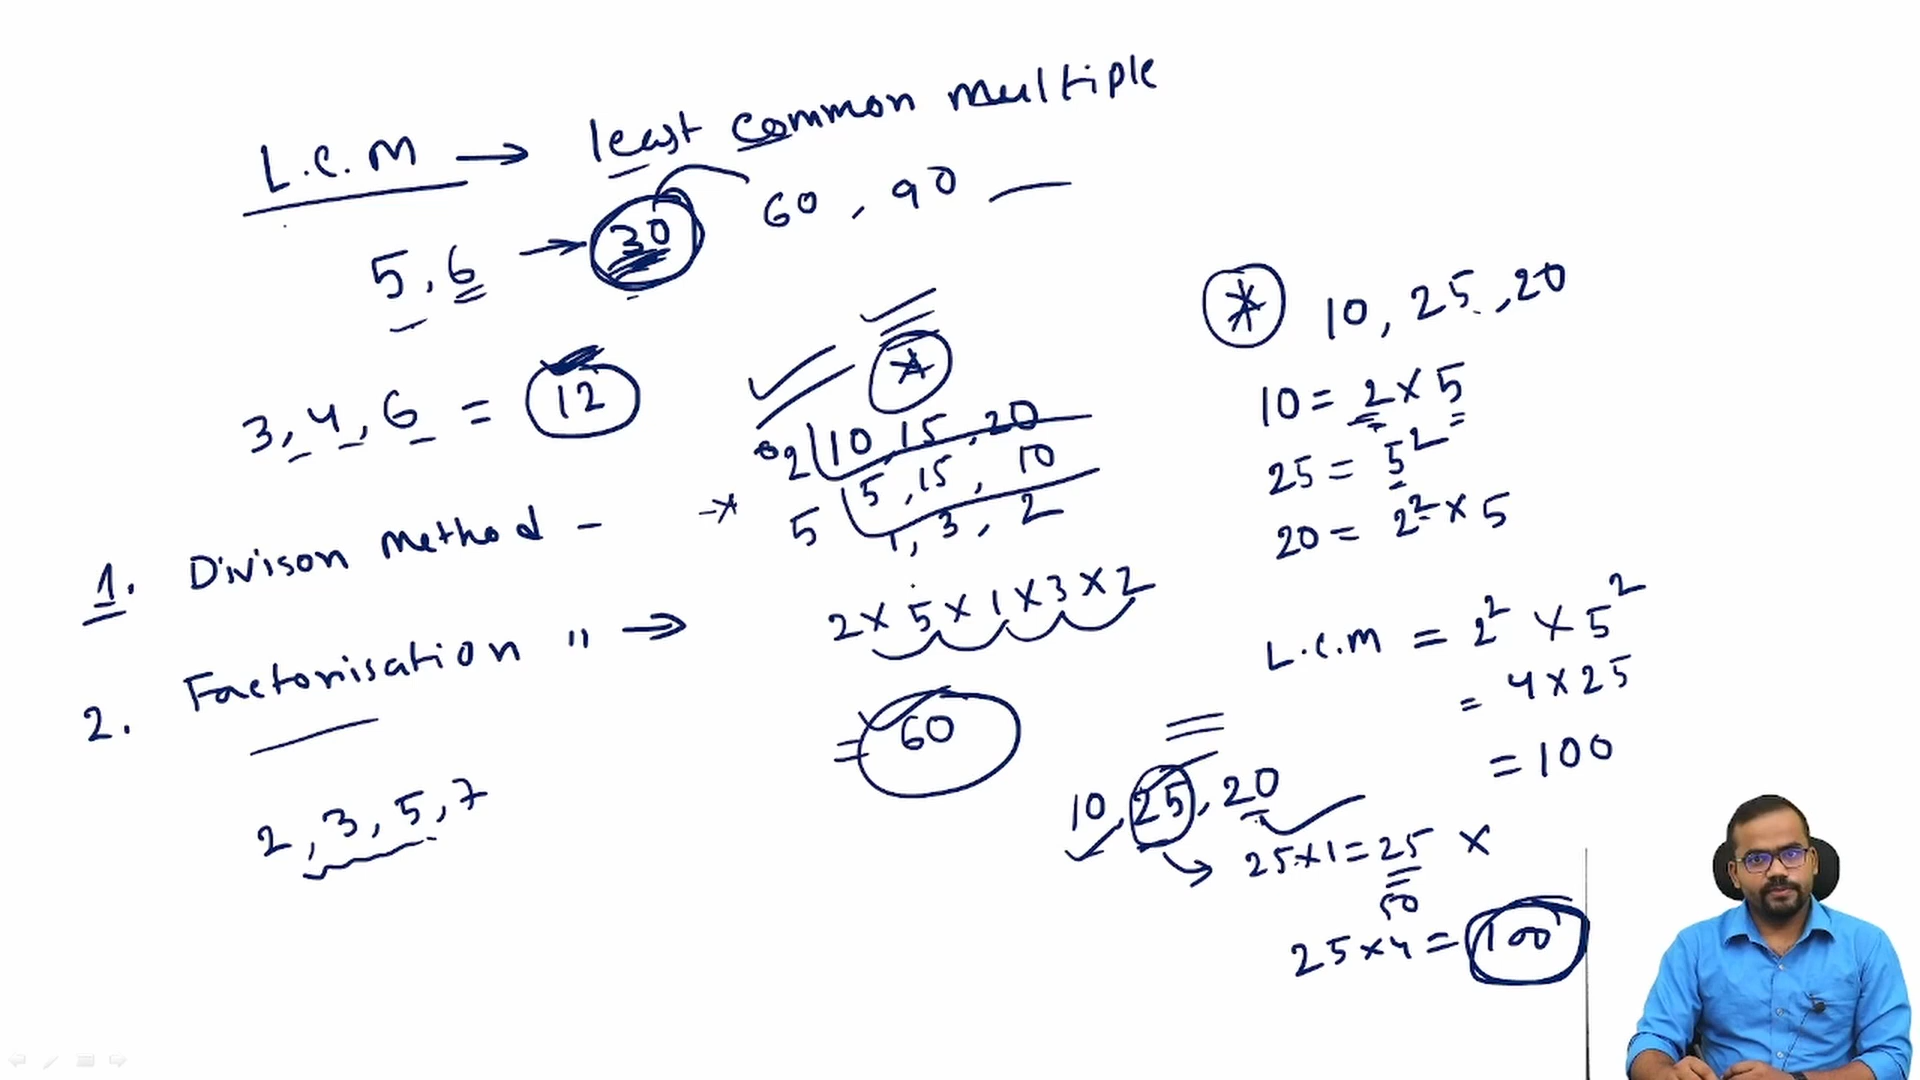 L.C.M → least common multiple
5, 6 → 30 60, 90 —
3, 4, 6 = 12
1. Divison Method -
2 | 10, 15, 20
5 | 5, 15, 10
1, 3, 2
2 × 5 × 1 × 3 × 2
= 60
2. Factorisation " →
2, 3, 5, 7
* 10, 25, 20
10 = 2 × 5
25 = 5²
20 = 2² × 5
L.C.M = 2² × 5²
= 4 × 25
= 100
10, 25, 20
25 × 1 = 25 ×
50
25 × 4 = 100